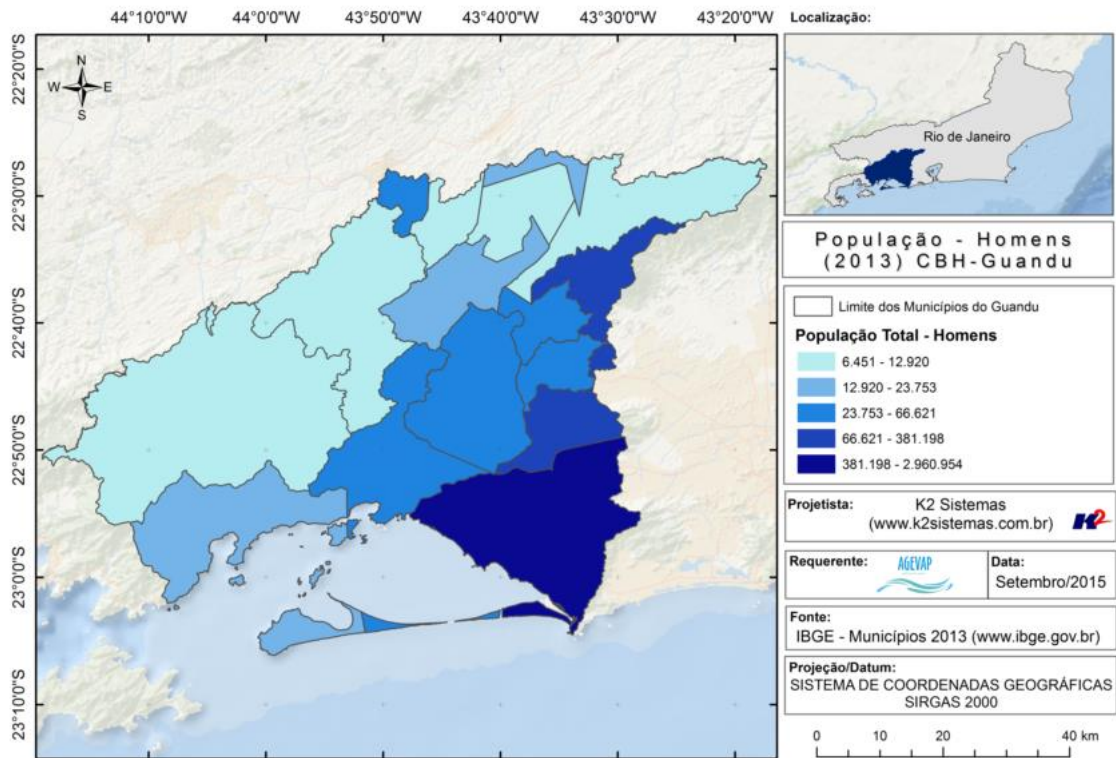 44°10'0"W 44°0'0"W 43°50'0"W 43°40'0"W 43°30'0"W 43°20'0"W
22°20'0"S
22°30'0"S
22°40'0"S
22°50'0"S
23°0'0"S
23°10'0"S
N
W E
S
Localização:
Rio de Janeiro
População - Homens
(2013) CBH-Guandu
Limite dos Municípios do Guandu
População Total - Homens
6.451 - 12.920
12.920 - 23.753
23.753 - 66.621
66.621 - 381.198
381.198 - 2.960.954
Projetista:
K2 Sistemas
(www.k2sistemas.com.br)
K2
Requerente:
AGEVAP
Data:
Setembro/2015
Fonte:
IBGE - Municípios 2013 (www.ibge.gov.br)
Projeção/Datum:
SISTEMA DE COORDENADAS GEOGRÁFICAS
SIRGAS 2000
0 10 20 40 km